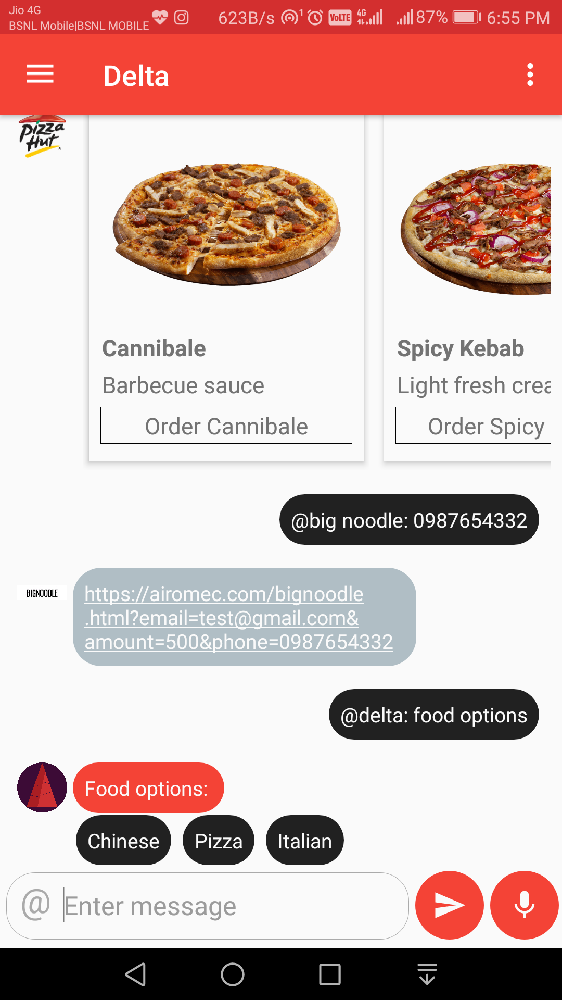 Jio 4G
BSNL Mobile|BSNL MOBILE
623B/s 1 VoLTE 4G 87% 6:55 PM
Delta
Pizza
Hut
Cannibale
Barbecue sauce
Order Cannibale
Spicy Kebab
Light fresh crea
Order Spicy
@big noodle: 0987654332
BIGNOODLE
https://airomec.com/bignoodle
.html?email=test@gmail.com&
amount=500&phone=0987654332
@delta: food options
Food options:
Chinese Pizza Italian
@ Enter message